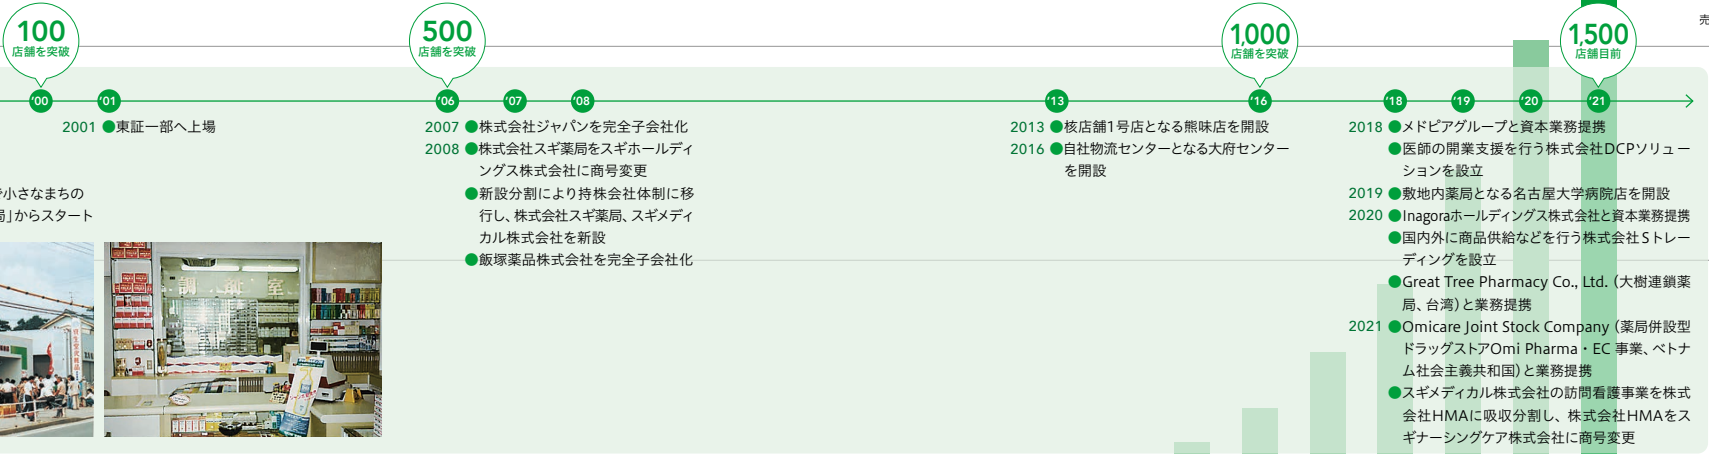 100
店舗を突破
500
店舗を突破
1,000
店舗を突破
1,500
店舗目前
売
'00
'01
'06
'07
'08
'13
'16
'18
'19
'20
'21
2001 ●東証一部へ上場
小さなまちの
局」からスタート
調剤室
2007 ●株式会社ジャパンを完全子会社化
2008 ●株式会社スギ薬局をスギホールディ
ングス株式会社に商号変更
●新設分割により持株会社体制に移
行し、株式会社スギ薬局、スギメディ
カル株式会社を新設
●飯塚薬品株式会社を完全子会社化
2013 ●核店舗1号店となる熊味店を開設
2016 ●自社物流センターとなる大府センター
を開設
2018 ●メドピアグループと資本業務提携
●医師の開業支援を行う株式会社DCPソリュー
ションを設立
2019 ●敷地内薬局となる名古屋大学病院店を開設
2020 ●Inagoraホールディングス株式会社と資本業務提携
●国内外に商品供給などを行う株式会社Sトレー
ディングを設立
●Great Tree Pharmacy Co., Ltd.（大樹連鎖薬
局、台湾）と業務提携
2021 ●Omicare Joint Stock Company（薬局併設型
ドラッグストアOmi Pharma・EC 事業、ベトナ
ム社会主義共和国）と業務提携
●スギメディカル株式会社の訪問看護事業を株式
会社HMAに吸収分割し、株式会社HMAをス
ギナーシングケア株式会社に商号変更